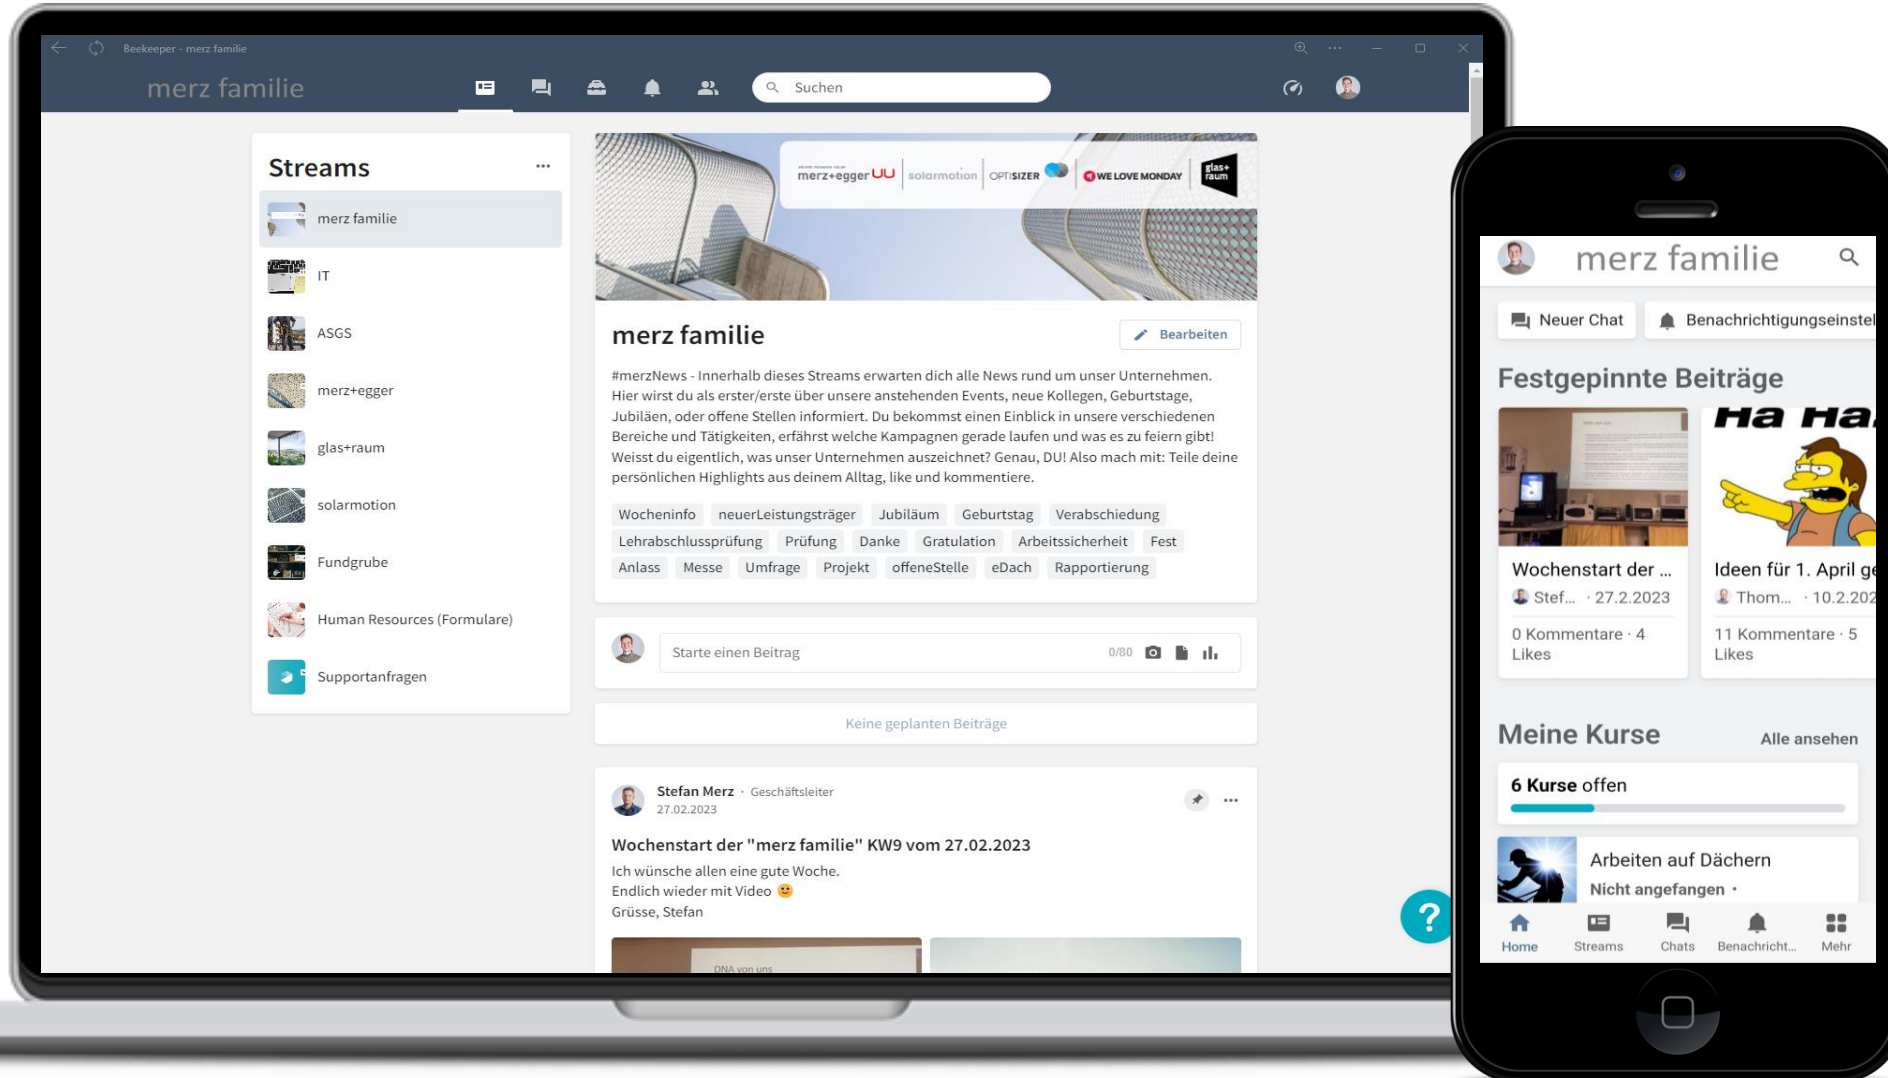 Beekeeper - merz familie
merz familie
Suchen
Streams
merz familie
IT
ASGS
merz+egger
glas+raum
solarmotion
Fundgrube
Human Resources (Formulare)
Supportanfragen
merz+egger
solarmotion
OPTISIZER
WE LOVE MONDAY
glas+
raum
merz familie
Bearbeiten
#merzNews - Innerhalb dieses Streams erwarten dich alle News rund um unser Unternehmen.
Hier wirst du als erster/erste über unsere anstehenden Events, neue Kollegen, Geburtstage,
Jubiläen, oder offene Stellen informiert. Du bekommst einen Einblick in unsere verschiedenen
Bereiche und Tätigkeiten, erfährst welche Kampagnen gerade laufen und was es zu feiern gibt!
Weisst du eigentlich, was unser Unternehmen auszeichnet? Genau, DU! Also mach mit: Teile deine
persönlichen Highlights aus deinem Alltag, like und kommentiere.
Wocheninfo neuerLeistungsträger Jubiläum Geburtstag Verabschiedung
Lehrabschlussprüfung Prüfung Danke Gratulation Arbeitssicherheit Fest
Anlass Messe Umfrage Projekt offeneStelle eDach Rapportierung
Starte einen Beitrag 0/80
Keine geplanten Beiträge
Stefan Merz · Geschäftsleiter
27.02.2023
Wochenstart der "merz familie" KW9 vom 27.02.2023
Ich wünsche allen eine gute Woche.
Endlich wieder mit Video 🙂
Grüsse, Stefan
DNA von uns
?
merz familie
Neuer Chat Benachrichtigungseinstel
Festgepinnte Beiträge
Ha Ha!
Wochenstart der ...
Stef... · 27.2.2023
0 Kommentare · 4
Likes
Ideen für 1. April ge
Thom... · 10.2.202
11 Kommentare · 5
Likes
Meine Kurse Alle ansehen
6 Kurse offen
Arbeiten auf Dächern
Nicht angefangen ·
Home Streams Chats Benachricht... Mehr